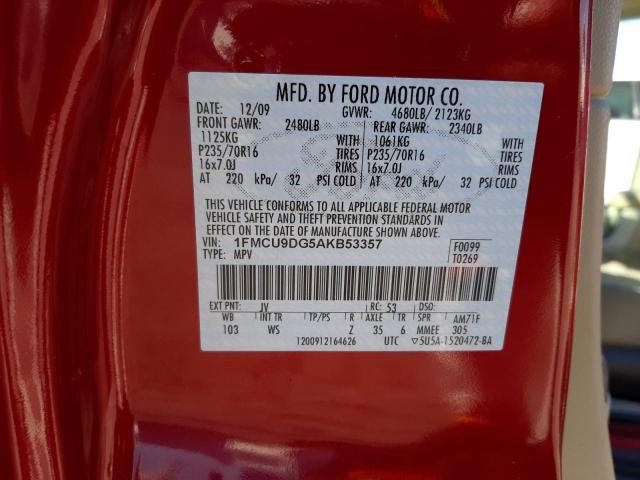 MFD. BY FORD MOTOR CO.
DATE: 12/09 GVWR: 4680LB/ 2123KG
FRONT GAWR: 2480LB REAR GAWR: 2340LB
1125KG WITH 1061KG WITH
P235/70R16 TIRES P235/70R16 TIRES
16x7.0J RIMS 16x7.0J RIMS
AT 220 kPa/ 32 PSI COLD AT 220 kPa/ 32 PSI COLD
THIS VEHICLE CONFORMS TO ALL APPLICABLE FEDERAL MOTOR
VEHICLE SAFETY AND THEFT PREVENTION STANDARDS IN
EFFECT ON THE DATE OF MANUFACTURE SHOWN ABOVE.
VIN: 1FMCU9DG5AKB53357 F0099
TYPE: MPV T0269
EXT PNT: JV RC: 53 DSO:
WB INT TR TP/PS R AXLE TR SPR AM71F
103 WS Z 35 6 MMEE 305
1200912164626 UTC ▽5U5A-1520472-BA